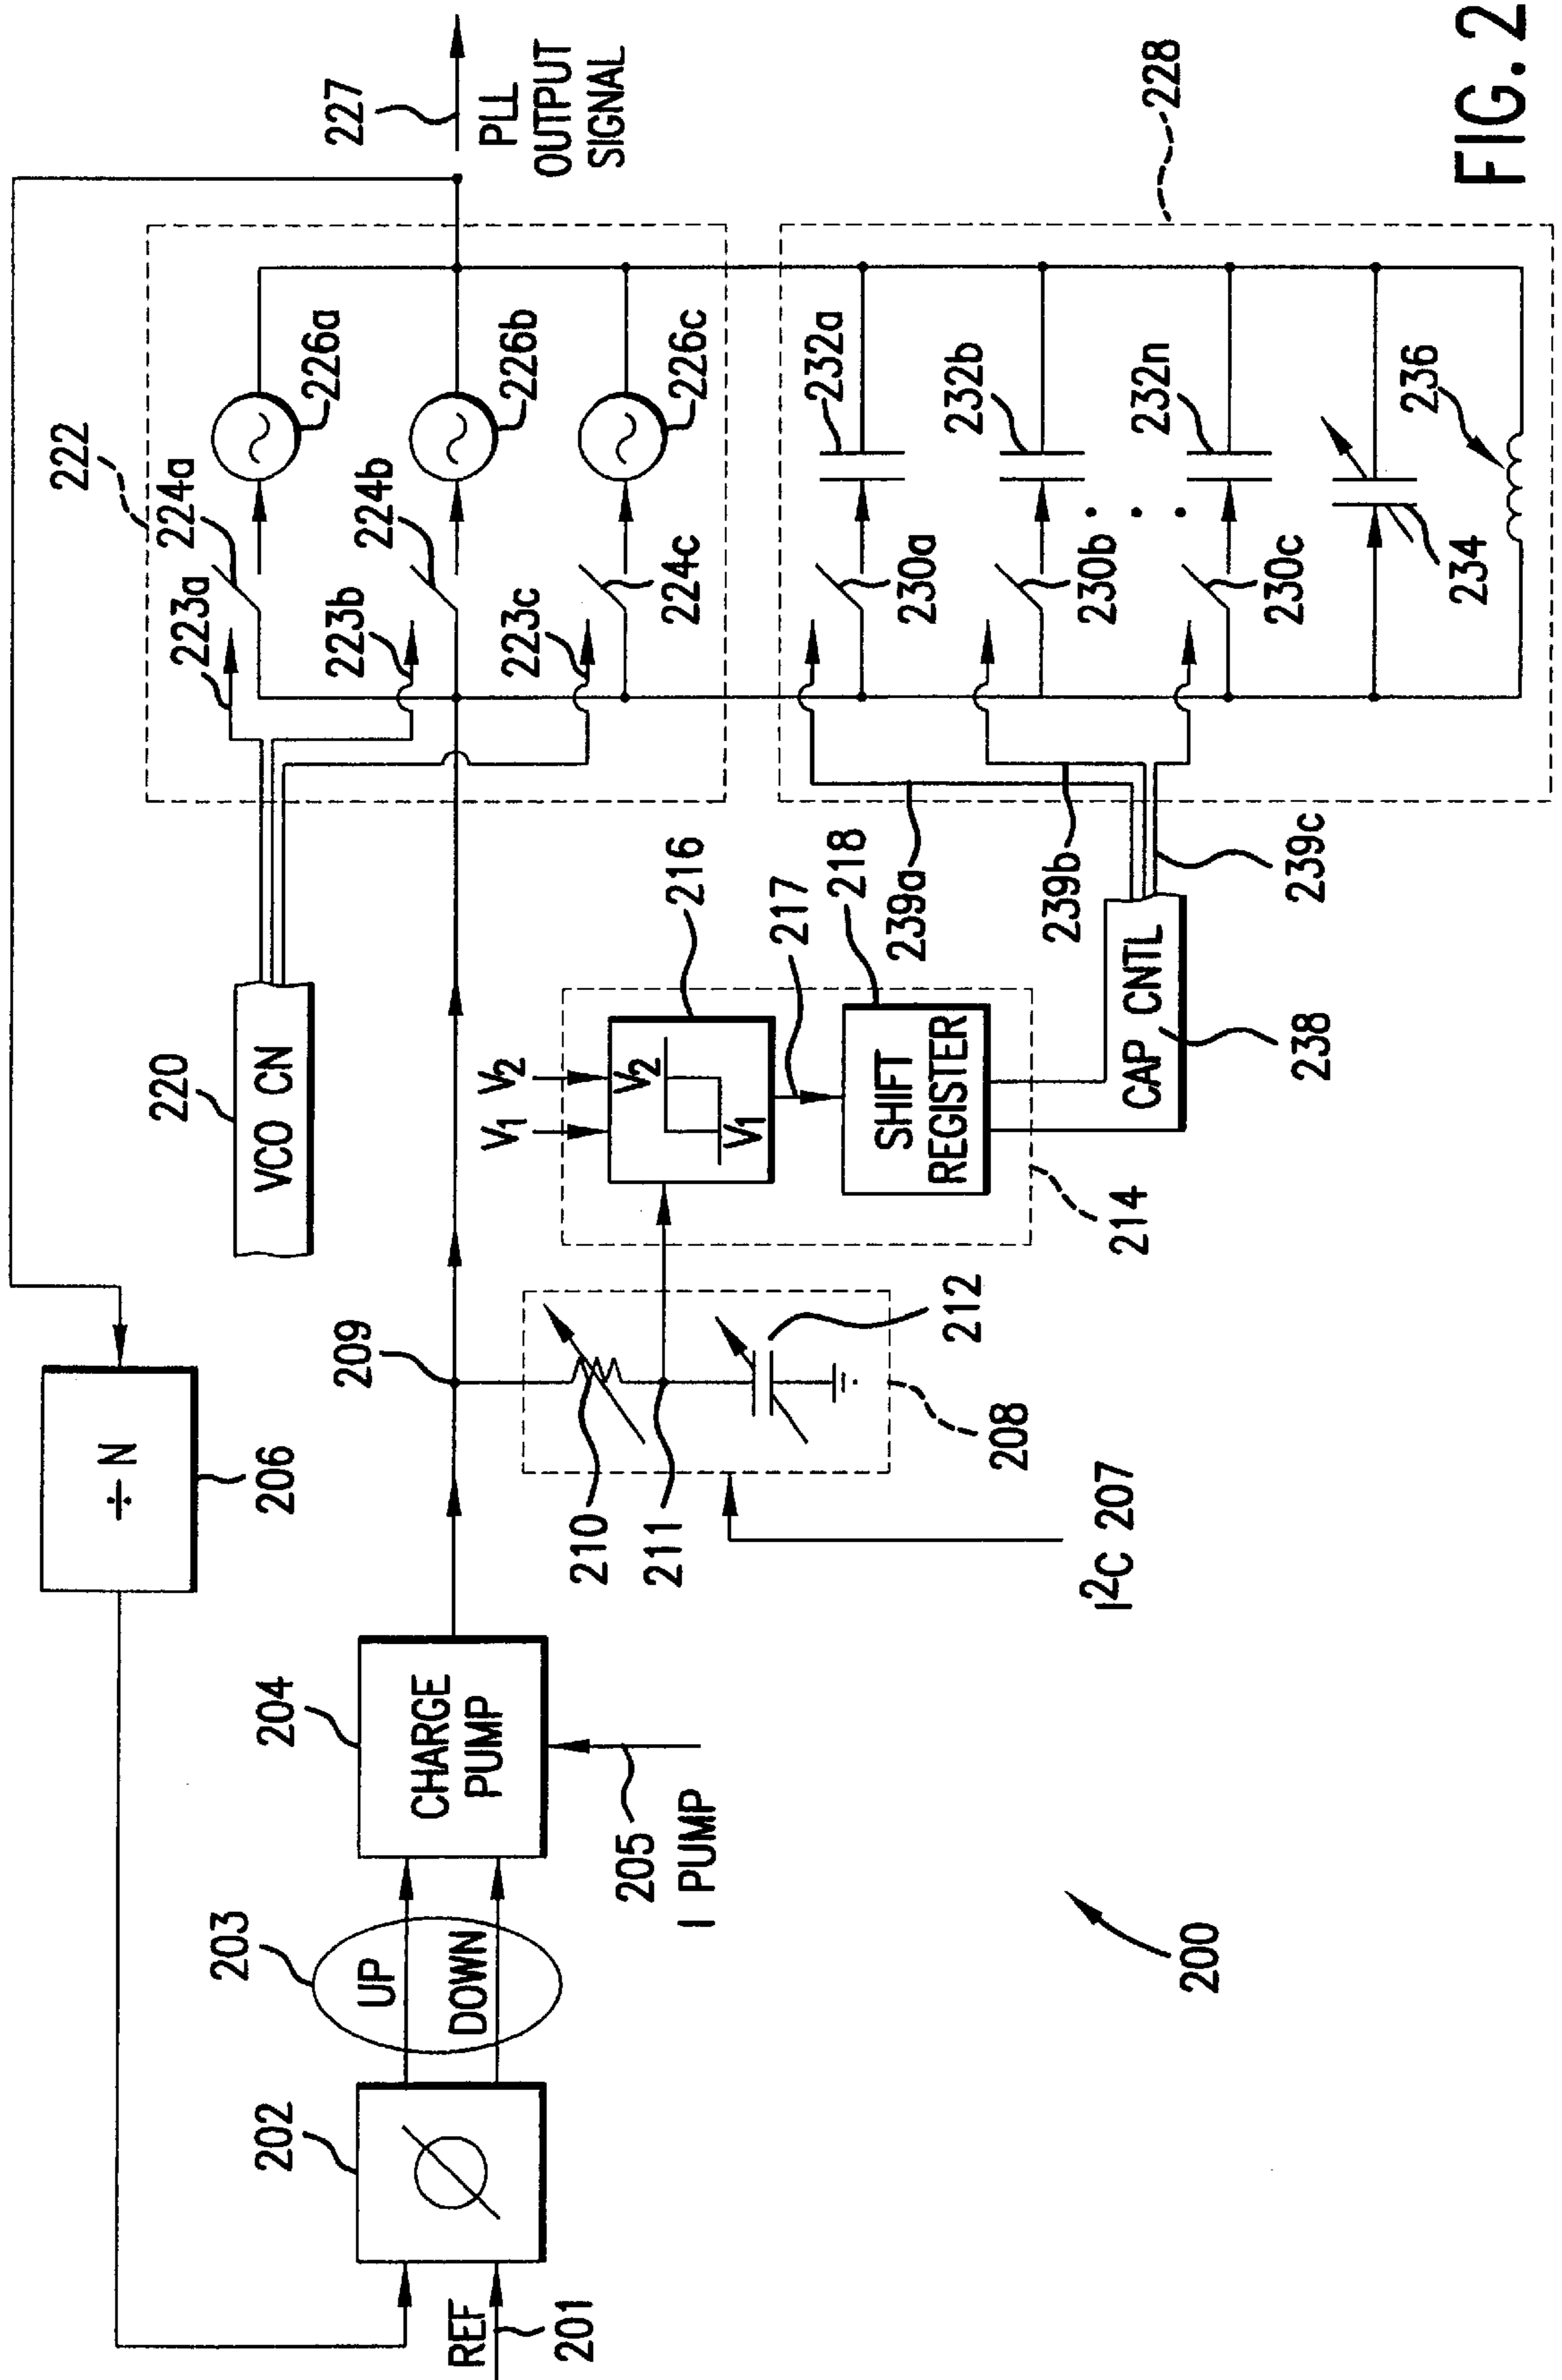 227
PLL
OUTPUT
SIGNAL
222
224a
223a
226a
224b
223b
226b
223c
224c
226c
220
VCO CN
206
÷ N
209
204
CHARGE
PUMP
205
I PUMP
203
UP
DOWN
202
REF
201
210
211
212
208
I²C 207
V1 V2
V2
V1
216
217
218
SHIFT
REGISTER
214
239a
239b
239c
CAP CNTL
238
228
232a
230a
232b
230b
232n
230c
234
236
200
FIG. 2